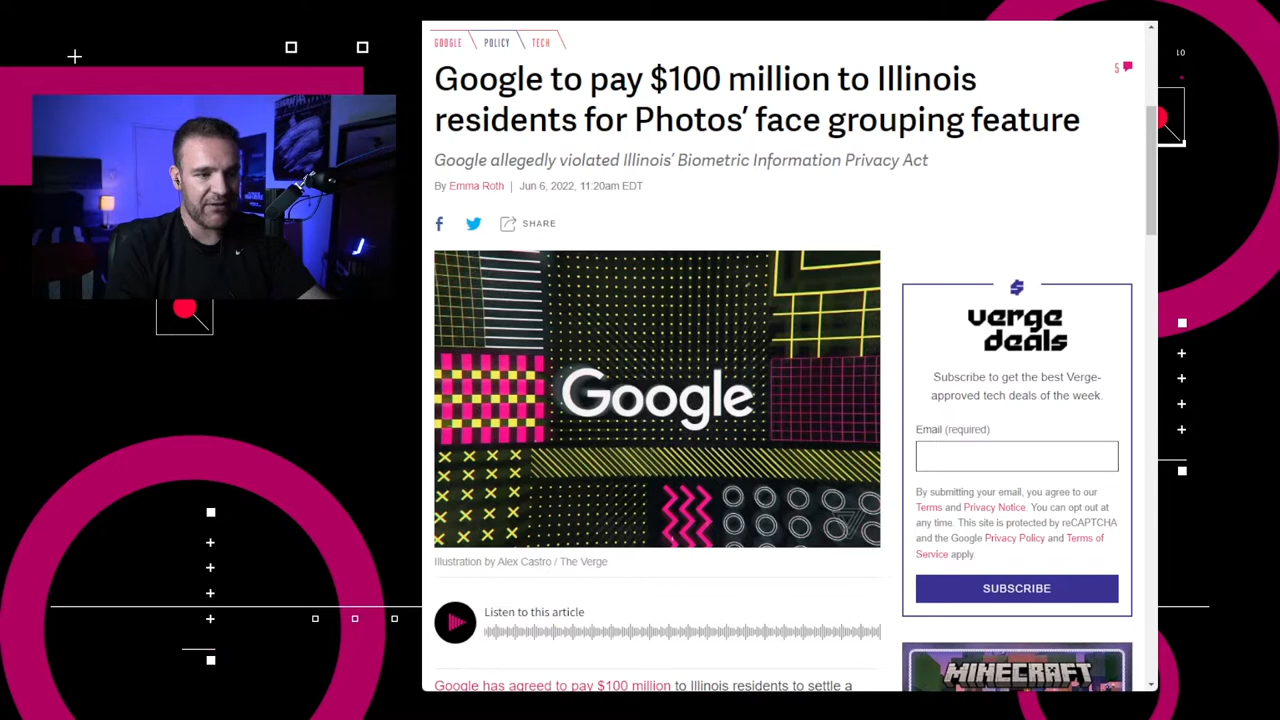 GOOGLE POLICY TECH
Google to pay $100 million to Illinois
residents for Photos’ face grouping feature
5
Google allegedly violated Illinois’ Biometric Information Privacy Act
By Emma Roth | Jun 6, 2022, 11:20am EDT
SHARE
Google
Illustration by Alex Castro / The Verge
Listen to this article
Google has agreed to pay $100 million to Illinois residents to settle a
verge
deals
Subscribe to get the best Verge-
approved tech deals of the week.
Email (required)
By submitting your email, you agree to our
Terms and Privacy Notice. You can opt out at
any time. This site is protected by reCAPTCHA
and the Google Privacy Policy and Terms of
Service apply.
SUBSCRIBE
MINECRAFT
10